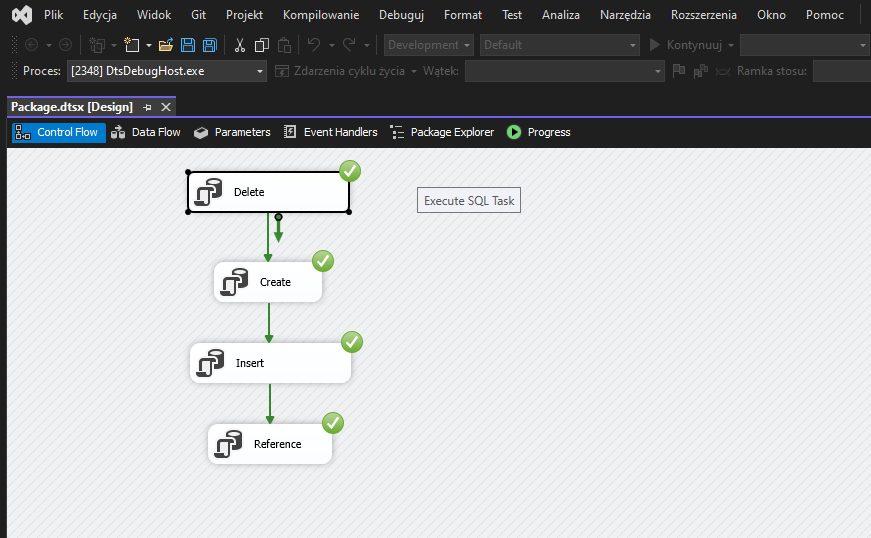 Plik Edycja Widok Git Projekt Kompilowanie Debuguj Format Test Analiza Narzędzia Rozszerzenia Okno Pomoc
Development Default Kontynuuj
Proces: [2348] DtsDebugHost.exe Zdarzenia cyklu życia Wątek: Ramka stosu:
Package.dtsx [Design]
Control Flow Data Flow Parameters Event Handlers Package Explorer Progress
Delete
Execute SQL Task
Create
Insert
Reference